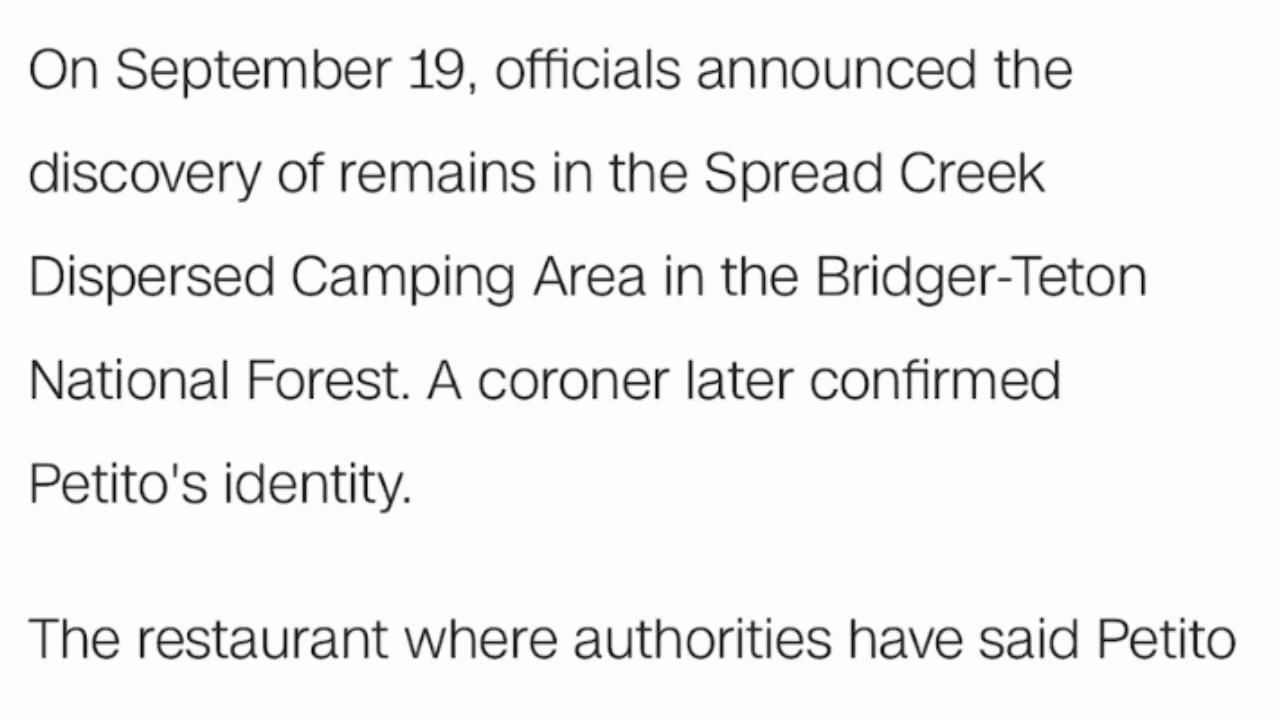 On September 19, officials announced the
discovery of remains in the Spread Creek
Dispersed Camping Area in the Bridger-Teton
National Forest. A coroner later confirmed
Petito's identity.
The restaurant where authorities have said Petito